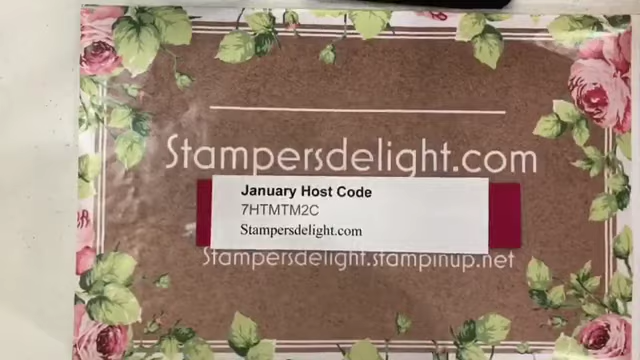 Stampersdelight.com
January Host Code
7HTMTM2C
Stampersdelight.com
Stampersdelight.stampinup.net